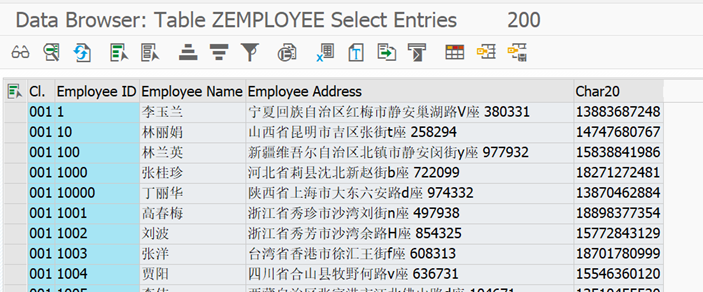 Data Browser: Table ZEMPLOYEE Select Entries 200
Cl. Employee ID Employee Name Employee Address Char20
001 1 李玉兰 宁夏回族自治区红梅市静安巢湖路V座 380331 13883687248
001 10 林丽娟 山西省昆明市吉区张街t座 258294 14747680767
001 100 林兰英 新疆维吾尔自治区北镇市静安闵街y座 977932 15838841986
001 1000 张桂珍 河北省莉县沈北新赵街b座 722099 18271272481
001 10000 丁丽华 陕西省上海市大东六安路d座 974332 13870462884
001 1001 高春梅 浙江省秀珍市沙湾刘街n座 497938 18898377354
001 1002 刘波 浙江省秀芳市沙湾余路H座 854325 15772843129
001 1003 张洋 台湾省香港市徐汇王街f座 608313 18701780999
001 1004 贾阳 四川省合山县牧野何路v座 636731 15546360120